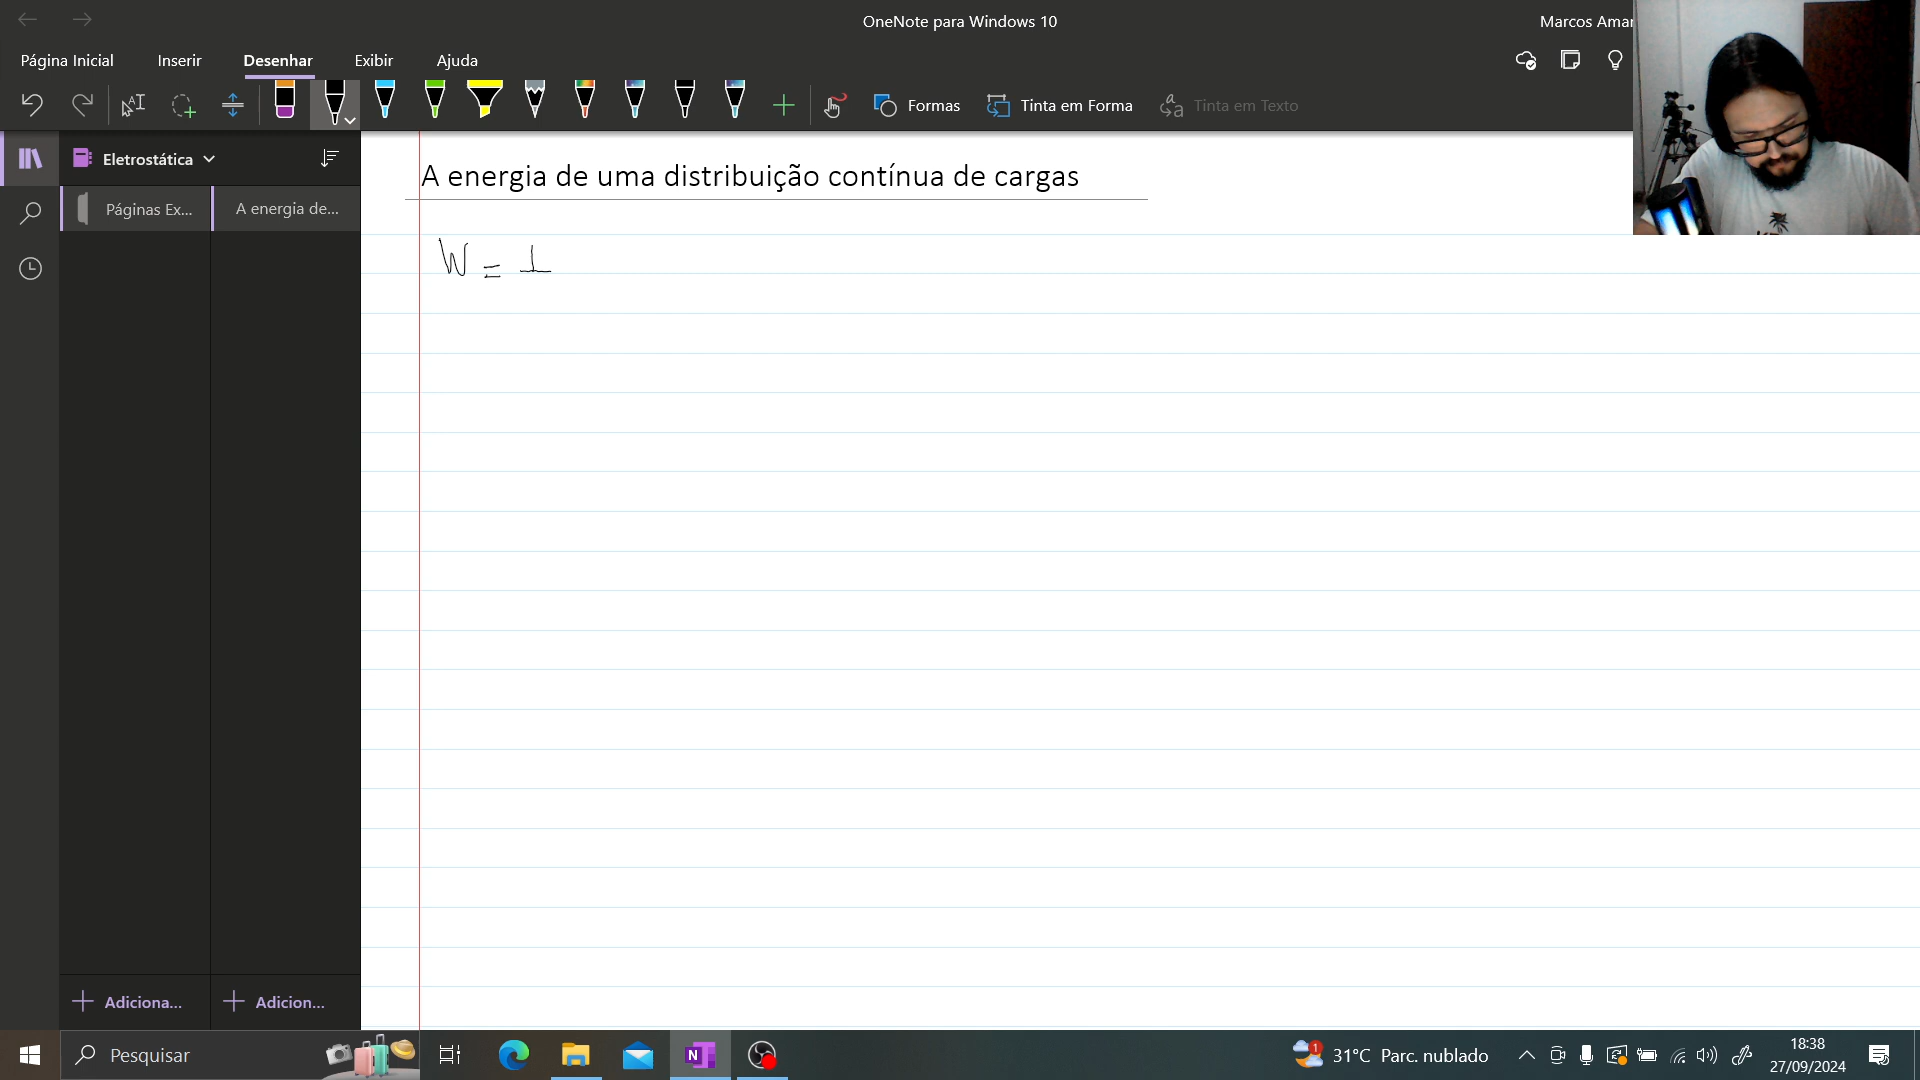 OneNote para Windows 10
Marcos Amar
Página Inicial Inserir Desenhar Exibir Ajuda
Formas Tinta em Forma Tinta em Texto
Eletrostática
Páginas Ex... A energia de...
A energia de uma distribuição contínua de cargas
W = 1
Adiciona... Adicion...
Pesquisar
1 31°C Parc. nublado
18:38
27/09/2024